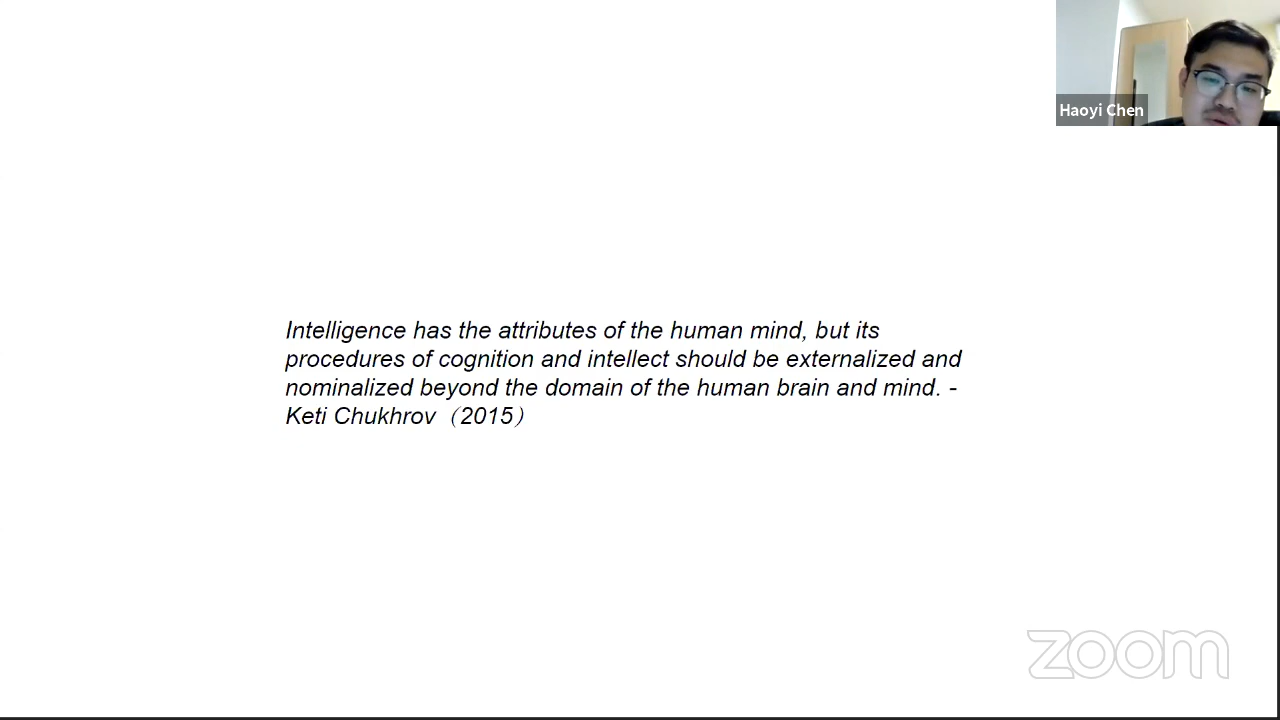 Haoyi Chen
Intelligence has the attributes of the human mind, but its
procedures of cognition and intellect should be externalized and
nominalized beyond the domain of the human brain and mind. -
Keti Chukhrov（2015）
zoom